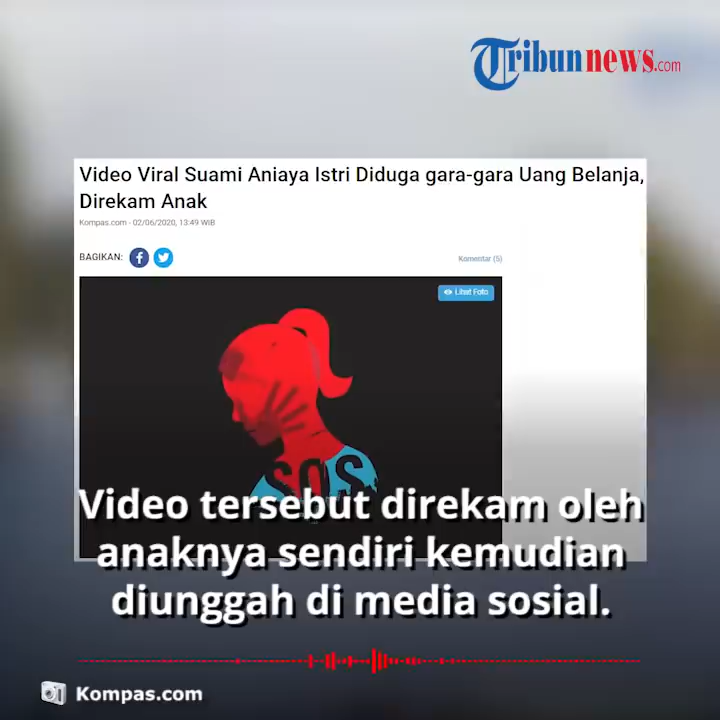 Tribunnews.com
Video Viral Suami Aniaya Istri Diduga gara-gara Uang Belanja,
Direkam Anak
Kompas.com - 02/06/2020, 13:49 WIB
BAGIKAN:
Komentar (5)
Lihat Foto
SOS
Video tersebut direkam oleh
anaknya sendiri kemudian
diunggah di media sosial.
Kompas.com